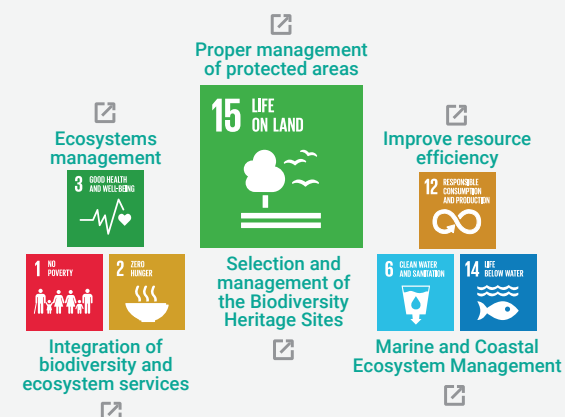 Proper management
of protected areas
15 LIFE
ON LAND
Selection and
management of
the Biodiversity
Heritage Sites
Ecosystems
management
3 GOOD HEALTH
AND WELL-BEING
1 NO
POVERTY
2 ZERO
HUNGER
Integration of
biodiversity and
ecosystem services
Improve resource
efficiency
12 RESPONSIBLE
CONSUMPTION
AND PRODUCTION
6 CLEAN WATER
AND SANITATION
14 LIFE
BELOW WATER
Marine and Coastal
Ecosystem Management